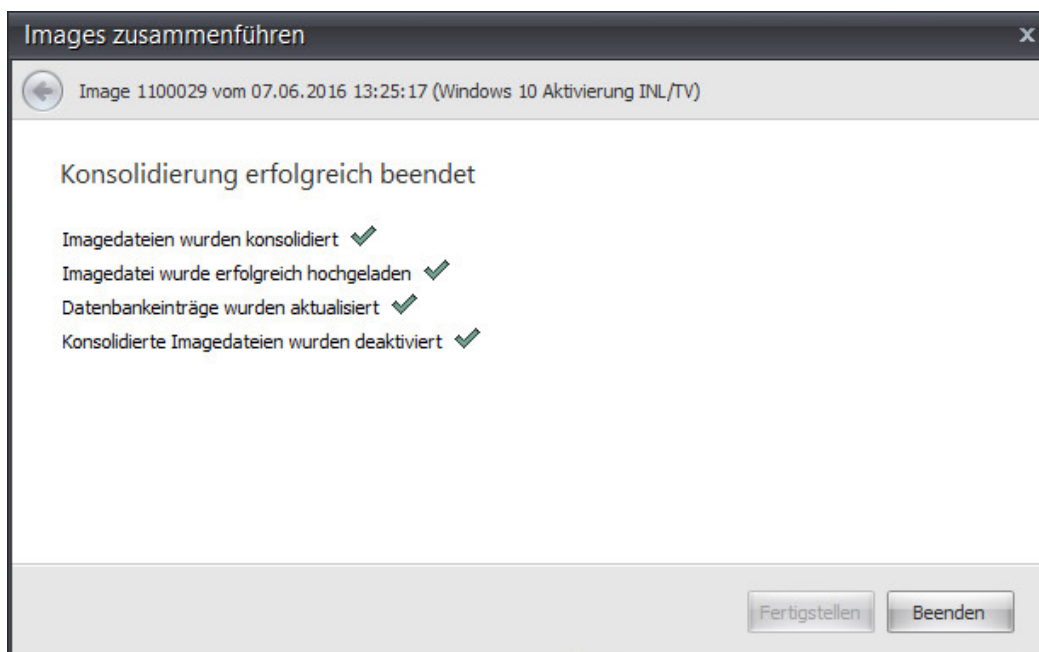 Images zusammenführen
Image 1100029 vom 07.06.2016 13:25:17 (Windows 10 Aktivierung INL/TV)
Konsolidierung erfolgreich beendet
Imagedateien wurden konsolidiert
Imagedatei wurde erfolgreich hochgeladen
Datenbankeinträge wurden aktualisiert
Konsolidierte Imagedateien wurden deaktiviert
Fertigstellen Beenden